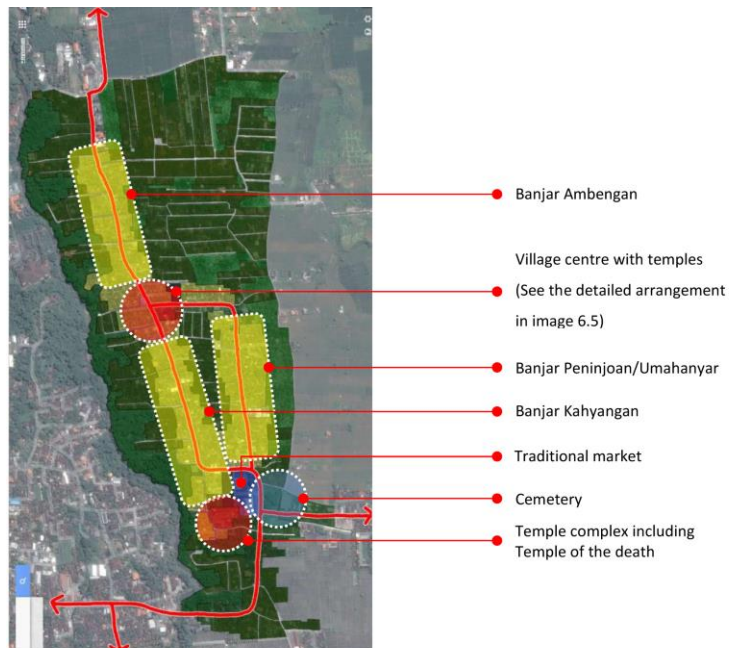 Banjar Ambengan
Village centre with temples
(See the detailed arrangement
in image 6.5)
Banjar Peninjoan/Umahanyar
Banjar Kahyangan
Traditional market
Cemetery
Temple complex including
Temple of the death